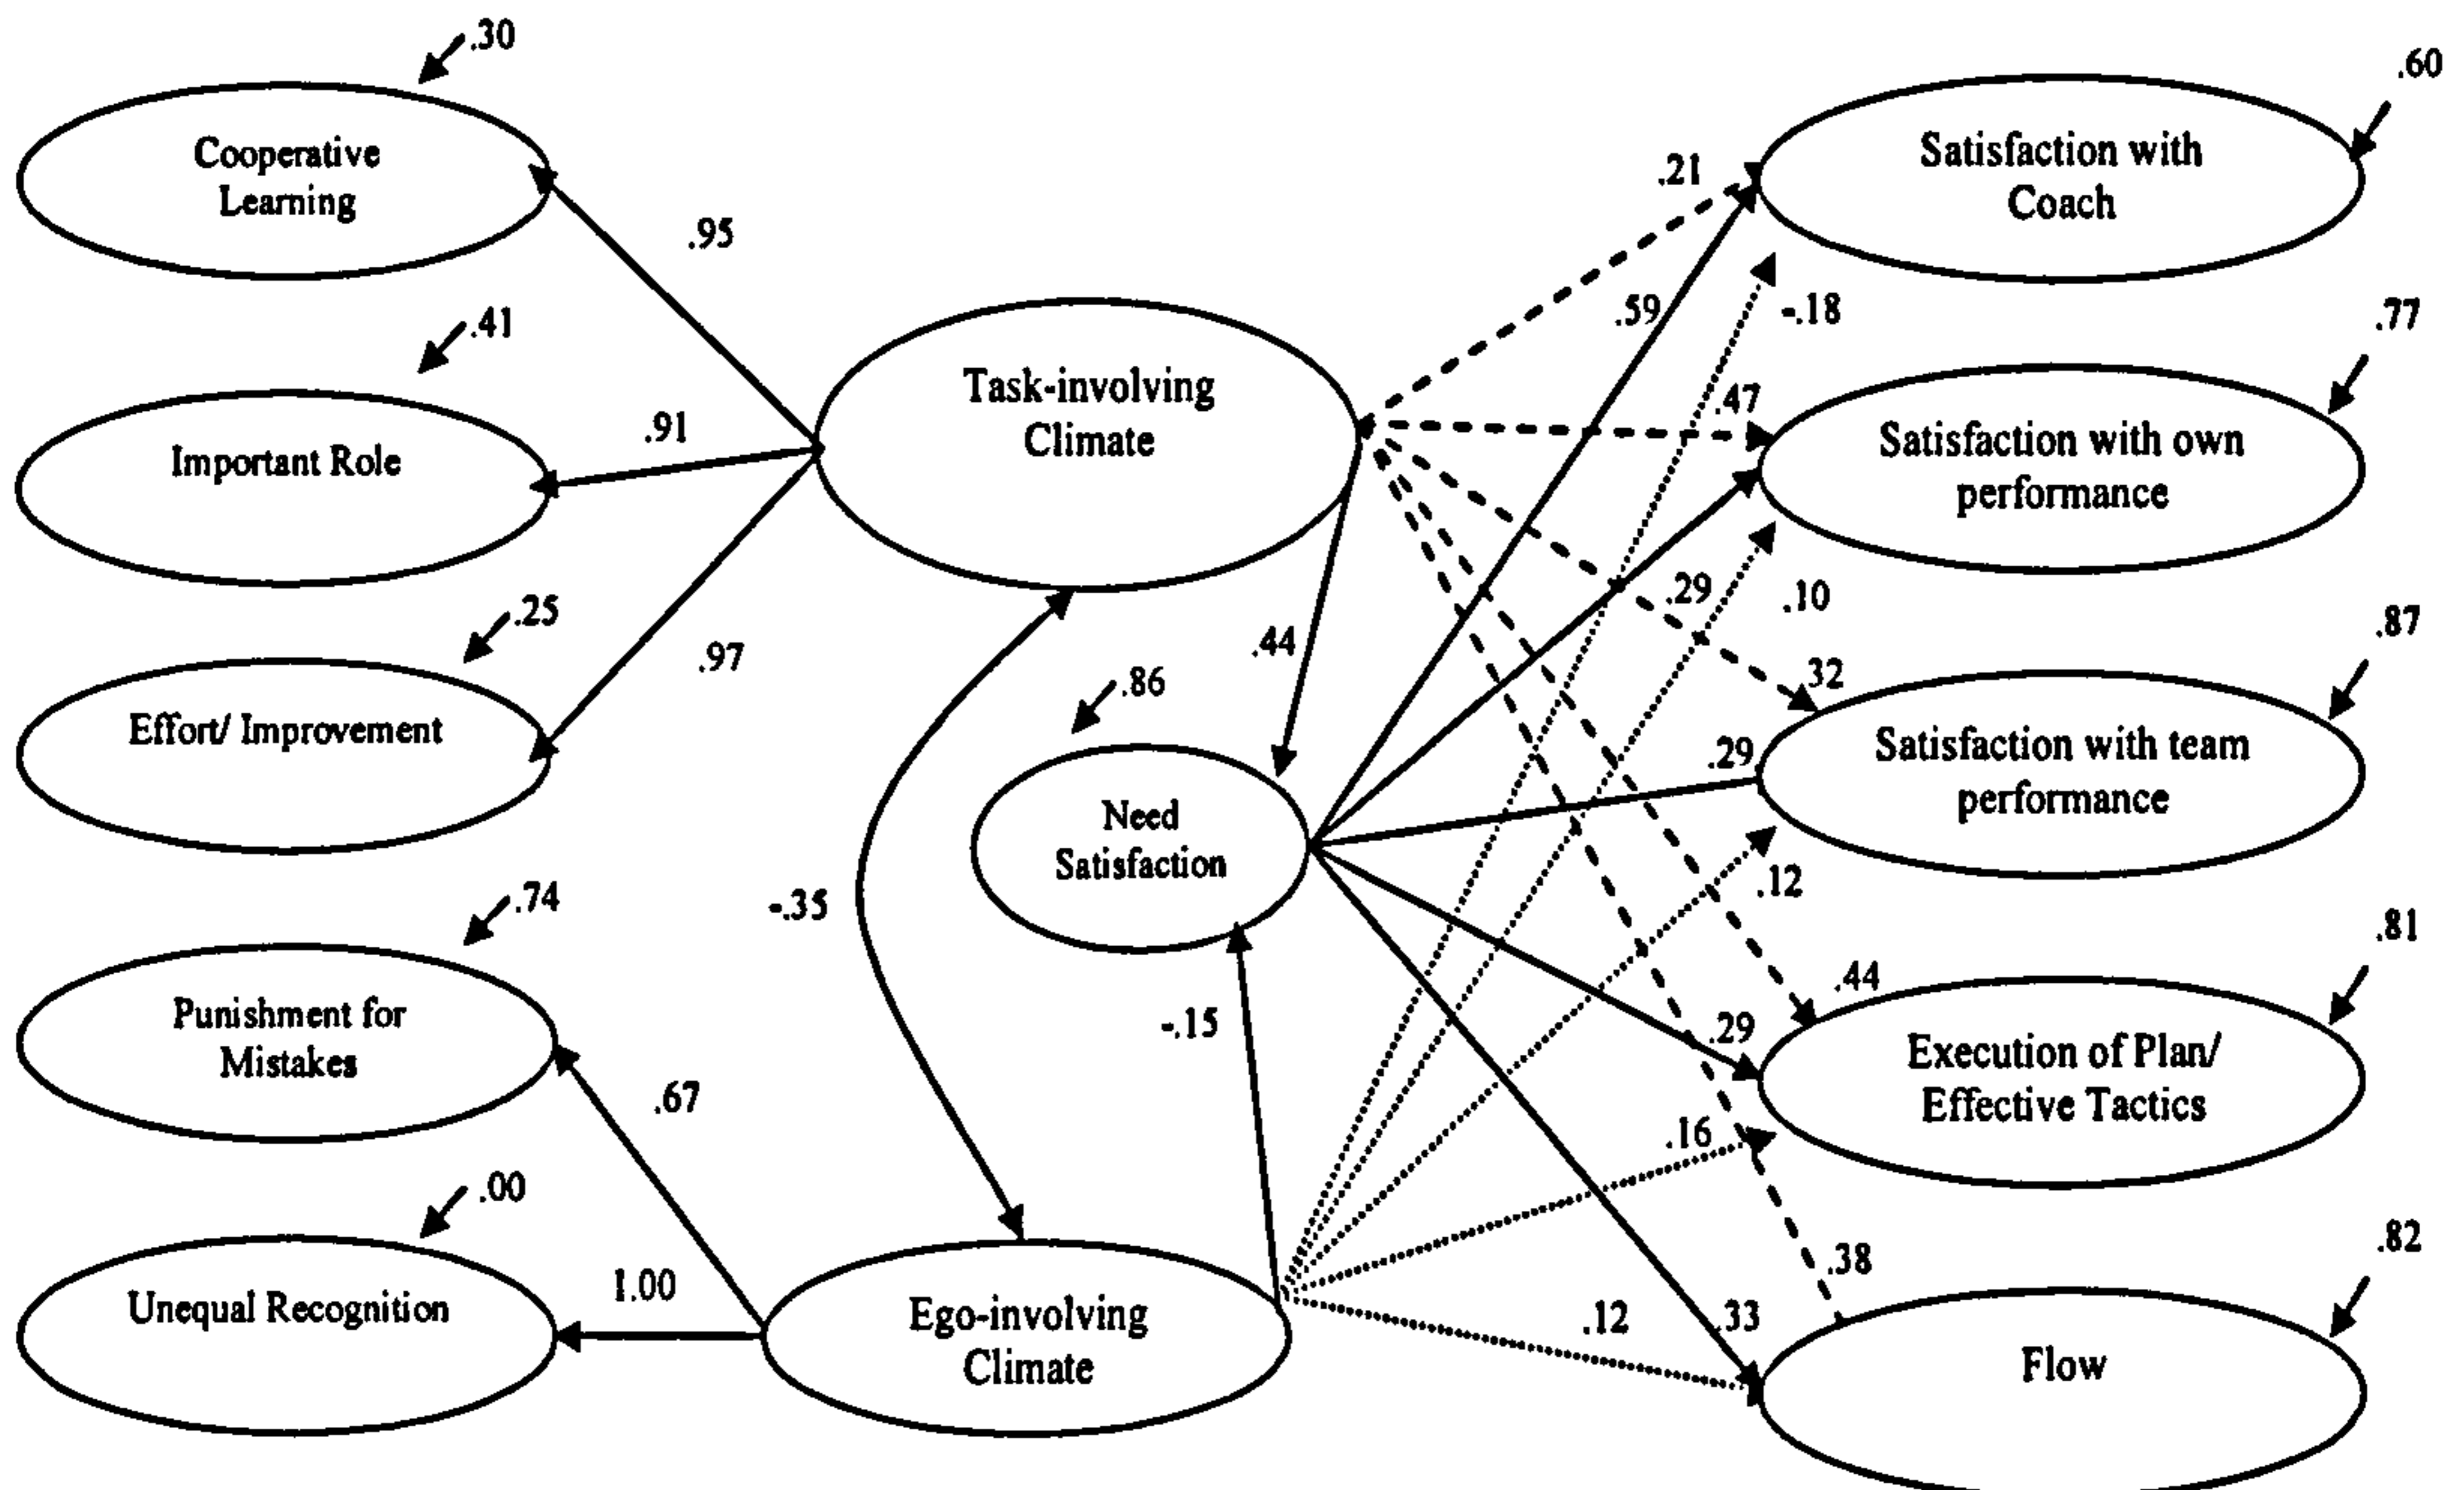 .30
Cooperative
Learning
.41
Important Role
.25
Effort/ Improvement
.74
Punishment for
Mistakes
.00
Unequal Recognition
.95
.91
.97
.67
1.00
Task-involving
Climate
-.35
.44
.86
Need
Satisfaction
-.15
Ego-involving
Climate
.21
.59
-.18
.47
.29
.10
.32
.29
.12
.44
.29
.16
.38
.12
.33
.60
Satisfaction with
Coach
.77
Satisfaction with own
performance
.87
Satisfaction with team
performance
.81
Execution of Plan/
Effective Tactics
.82
Flow